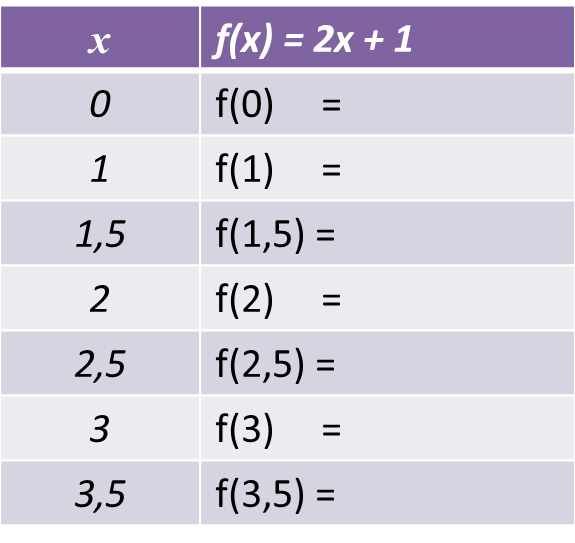 x f(x) = 2x + 1
0 f(0) =
1 f(1) =
1,5 f(1,5) =
2 f(2) =
2,5 f(2,5) =
3 f(3) =
3,5 f(3,5) =